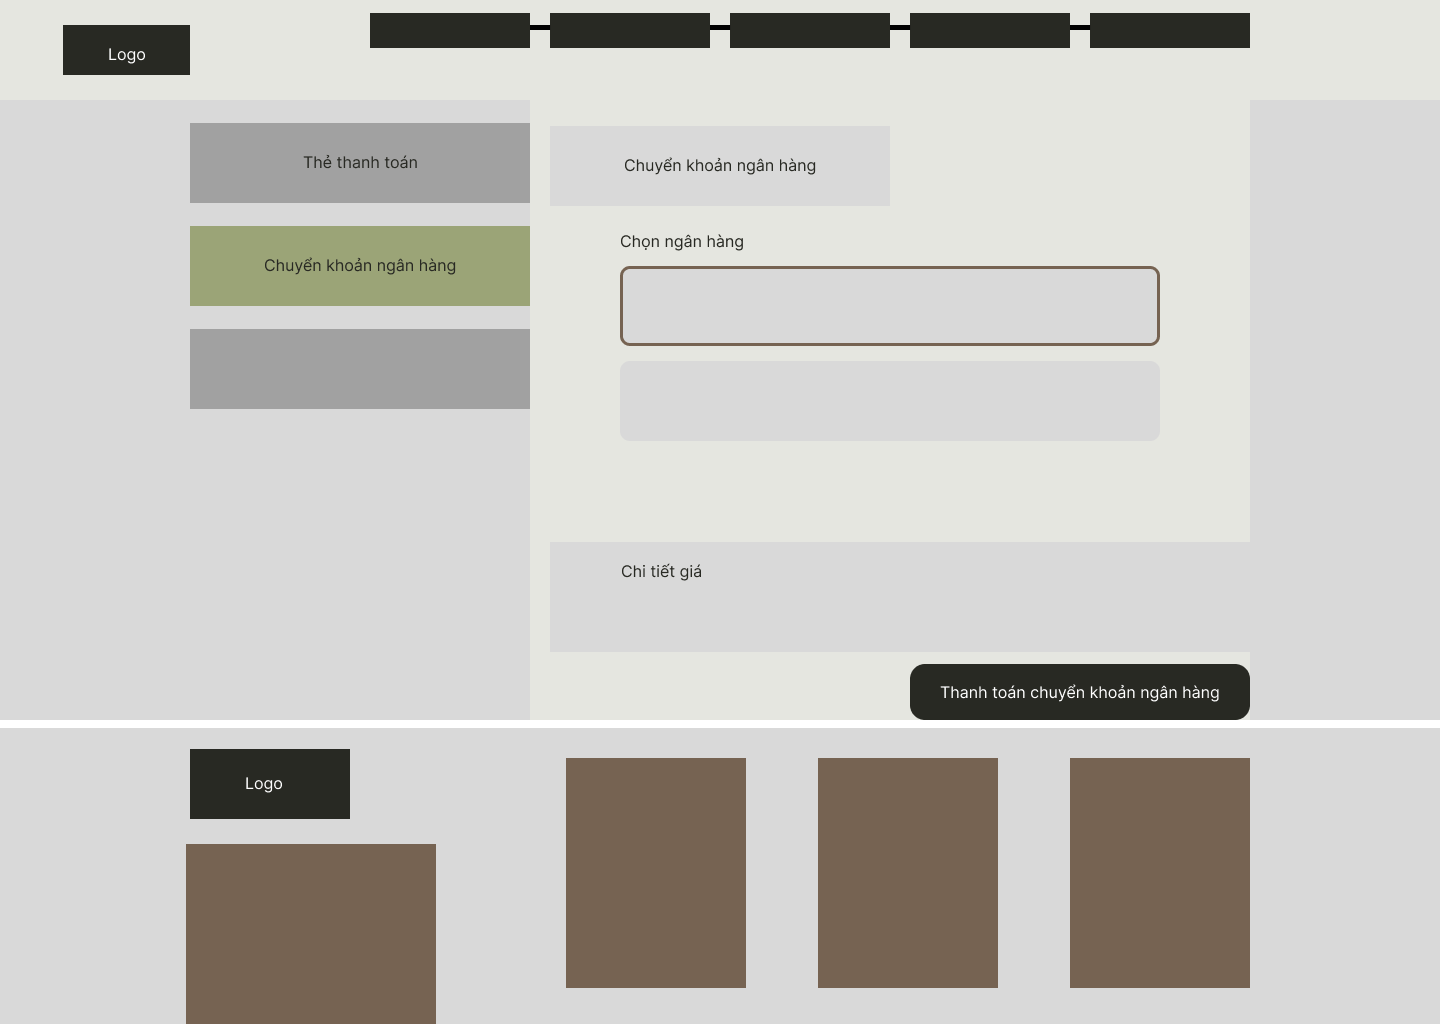 Logo
Thẻ thanh toán
Chuyển khoản ngân hàng
Chuyển khoản ngân hàng
Chọn ngân hàng
Chi tiết giá
Thanh toán chuyển khoản ngân hàng
Logo